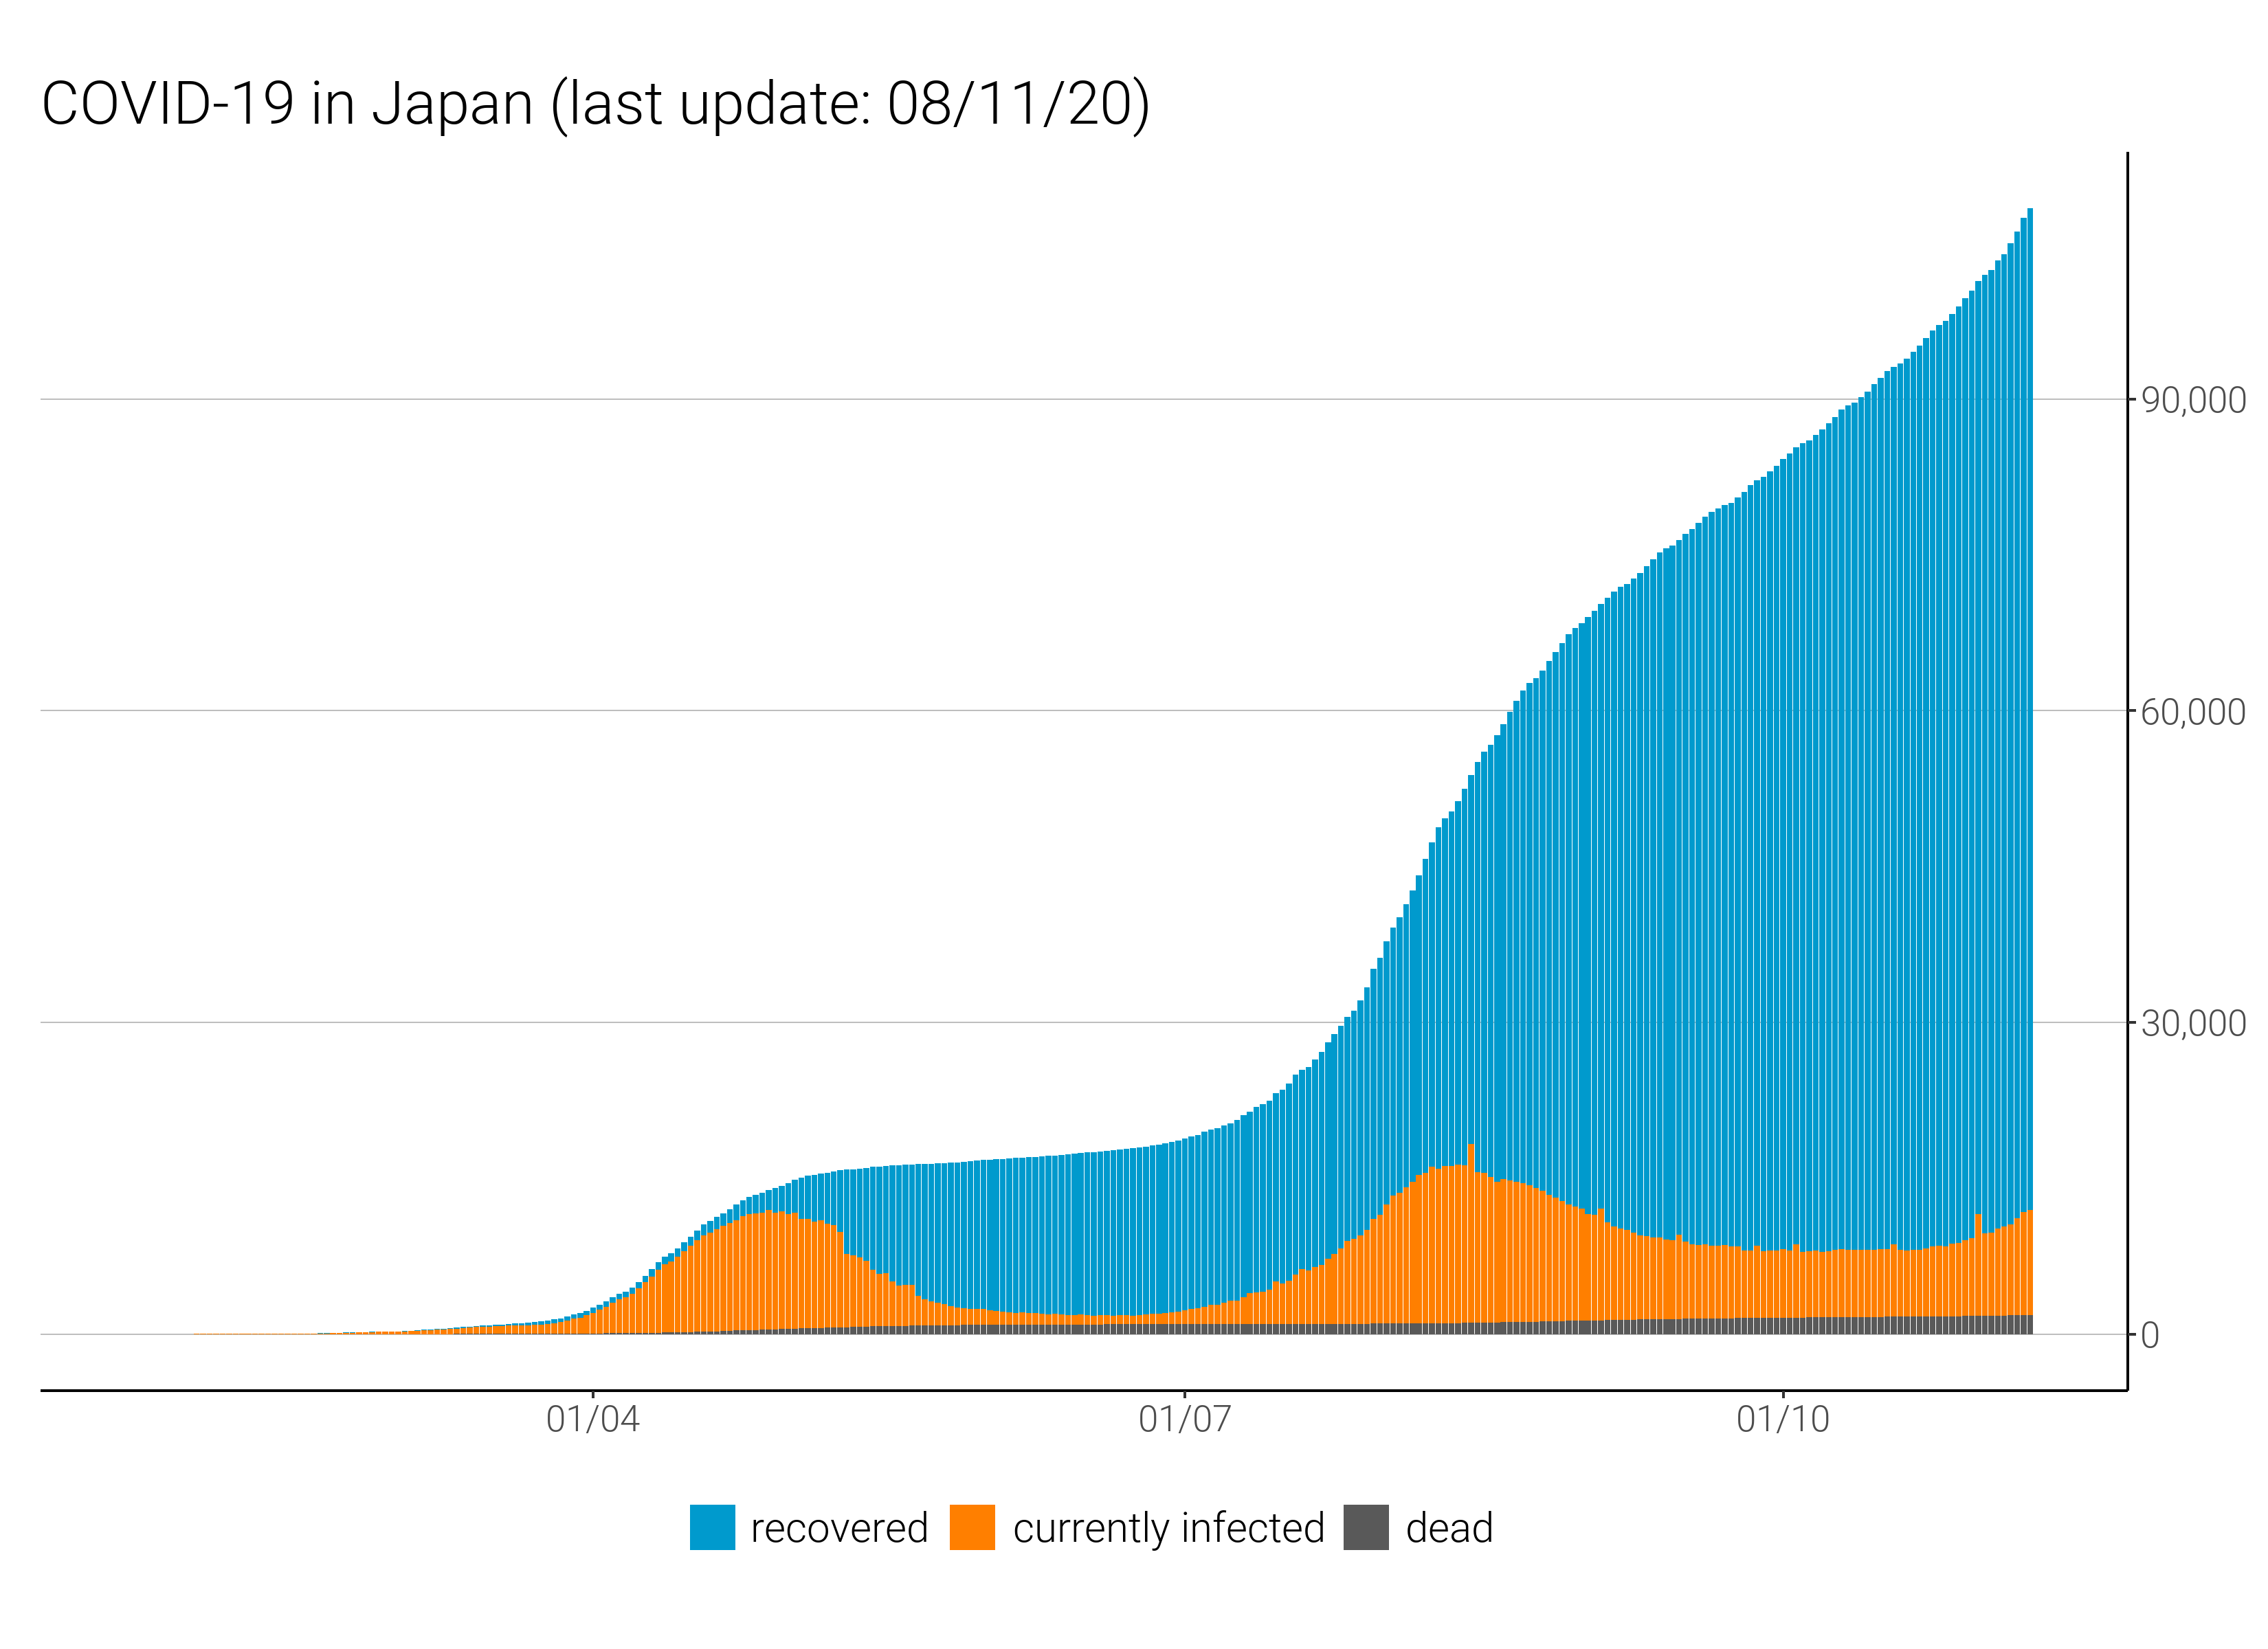 COVID-19 in Japan (last update: 08/11/20)
90,000
60,000
30,000
0
01/04 01/07 01/10
recovered currently infected dead